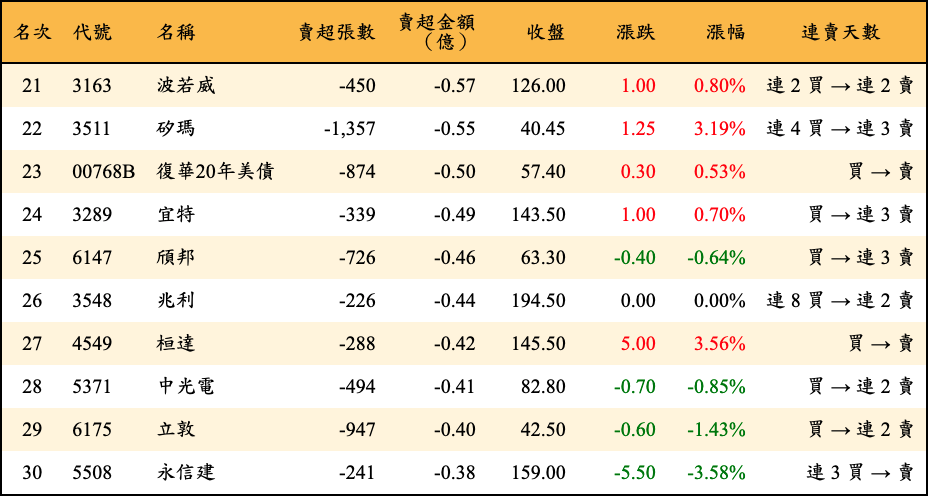 名次 代號 名稱 賣超張數 賣超金額（億） 收盤 漲跌 漲幅 連賣天數
21 3163 波若威 -450 -0.57 126.00 1.00 0.80% 連 2 買 → 連 2 賣
22 3511 矽瑪 -1,357 -0.55 40.45 1.25 3.19% 連 4 買 → 連 3 賣
23 00768B 復華20年美債 -874 -0.50 57.40 0.30 0.53% 買 → 賣
24 3289 宜特 -339 -0.49 143.50 1.00 0.70% 買 → 連 3 賣
25 6147 頎邦 -726 -0.46 63.30 -0.40 -0.64% 買 → 連 3 賣
26 3548 兆利 -226 -0.44 194.50 0.00 0.00% 連 8 買 → 連 2 賣
27 4549 桓達 -288 -0.42 145.50 5.00 3.56% 買 → 賣
28 5371 中光電 -494 -0.41 82.80 -0.70 -0.85% 買 → 連 2 賣
29 6175 立敦 -947 -0.40 42.50 -0.60 -1.43% 買 → 連 2 賣
30 5508 永信建 -241 -0.38 159.00 -5.50 -3.58% 連 3 買 → 賣